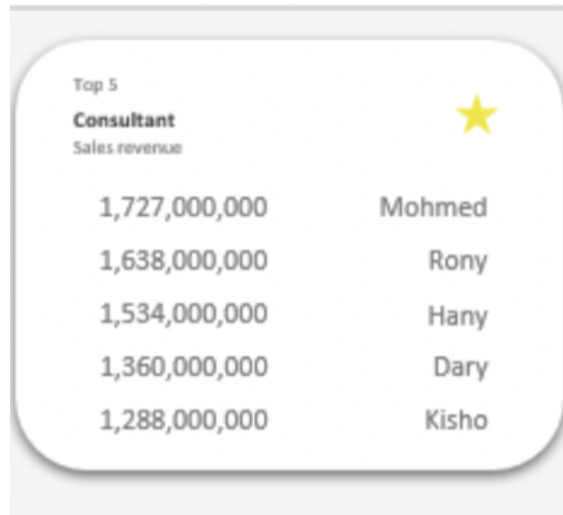 Top 5
Consultant
Sales revenue
1,727,000,000 Mohmed
1,638,000,000 Rony
1,534,000,000 Hany
1,360,000,000 Dary
1,288,000,000 Kisho